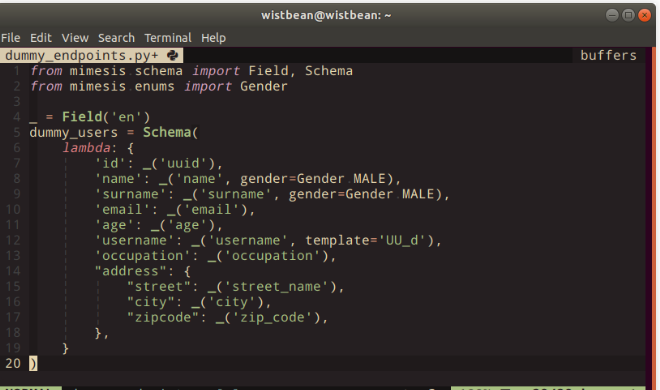 wistbean@wistbean: ~
File Edit View Search Terminal Help
dummy_endpoints.py+ buffers
1 from mimesis.schema import Field, Schema
2 from mimesis.enums import Gender
3
4 _ = Field('en')
5 dummy_users = Schema(
6 lambda: {
7 'id': _('uuid'),
8 'name': _('name', gender=Gender.MALE),
9 'surname': _('surname', gender=Gender.MALE),
10 'email': _('email'),
11 'age': _('age'),
12 'username': _('username', template='UU_d'),
13 'occupation': _('occupation'),
14 "address": {
15 "street": _('street_name'),
16 "city": _('city'),
17 "zipcode": _('zip_code'),
18 },
19 }
20 )